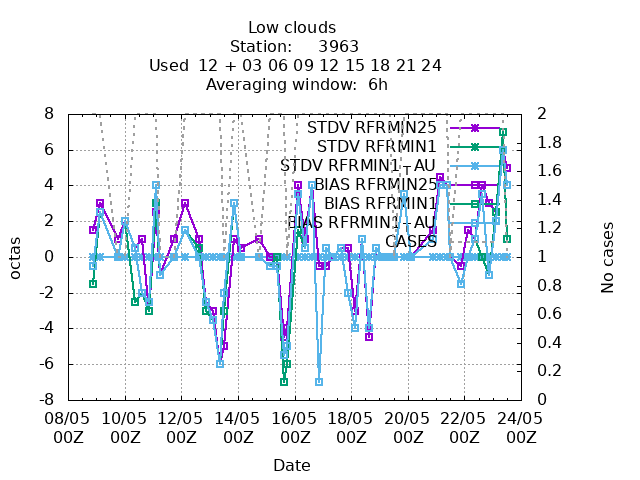 Low clouds
Station: 3963
Used 12 + 03 06 09 12 15 18 21 24
Averaging window: 6h
STDV RFRMIN25
STDV RFRMIN1
STDV RFRMIN1-AU
BIAS RFRMIN25
BIAS RFRMIN1
BIAS RFRMIN1-AU
CASES
octas
8
6
4
2
0
-2
-4
-6
-8
No cases
2
1.8
1.6
1.4
1.2
1
0.8
0.6
0.4
0.2
0
08/05 10/05 12/05 14/05 16/05 18/05 20/05 22/05 24/05
00Z 00Z 00Z 00Z 00Z 00Z 00Z 00Z 00Z
Date